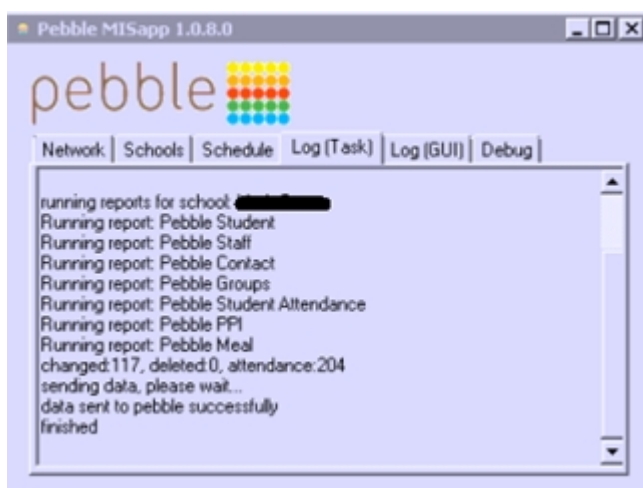 Pebble MISapp 1.0.8.0
pebble
Network Schools Schedule Log (Task) Log (GUI) Debug
running reports for school:
Running report: Pebble Student
Running report: Pebble Staff
Running report: Pebble Contact
Running report: Pebble Groups
Running report: Pebble Student Attendance
Running report: Pebble PPI
Running report: Pebble Meal
changed:117, deleted:0, attendance:204
sending data, please wait...
data sent to pebble successfully
finished